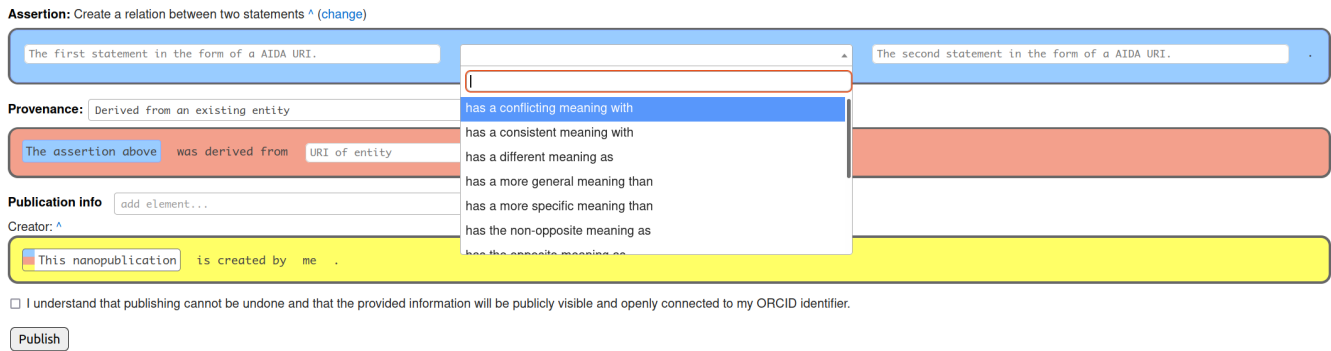 Assertion: Create a relation between two statements ^ (change)
The first statement in the form of a AIDA URI.
The second statement in the form of a AIDA URI. .
has a conflicting meaning with
has a consistent meaning with
has a different meaning as
has a more general meaning than
has a more specific meaning than
has the non-opposite meaning as
has the opposite meaning as
Provenance: Derived from an existing entity
The assertion above was derived from URI of entity
Publication info add element...
Creator: ^
This nanopublication is created by me .
I understand that publishing cannot be undone and that the provided information will be publicly visible and openly connected to my ORCID identifier.
Publish